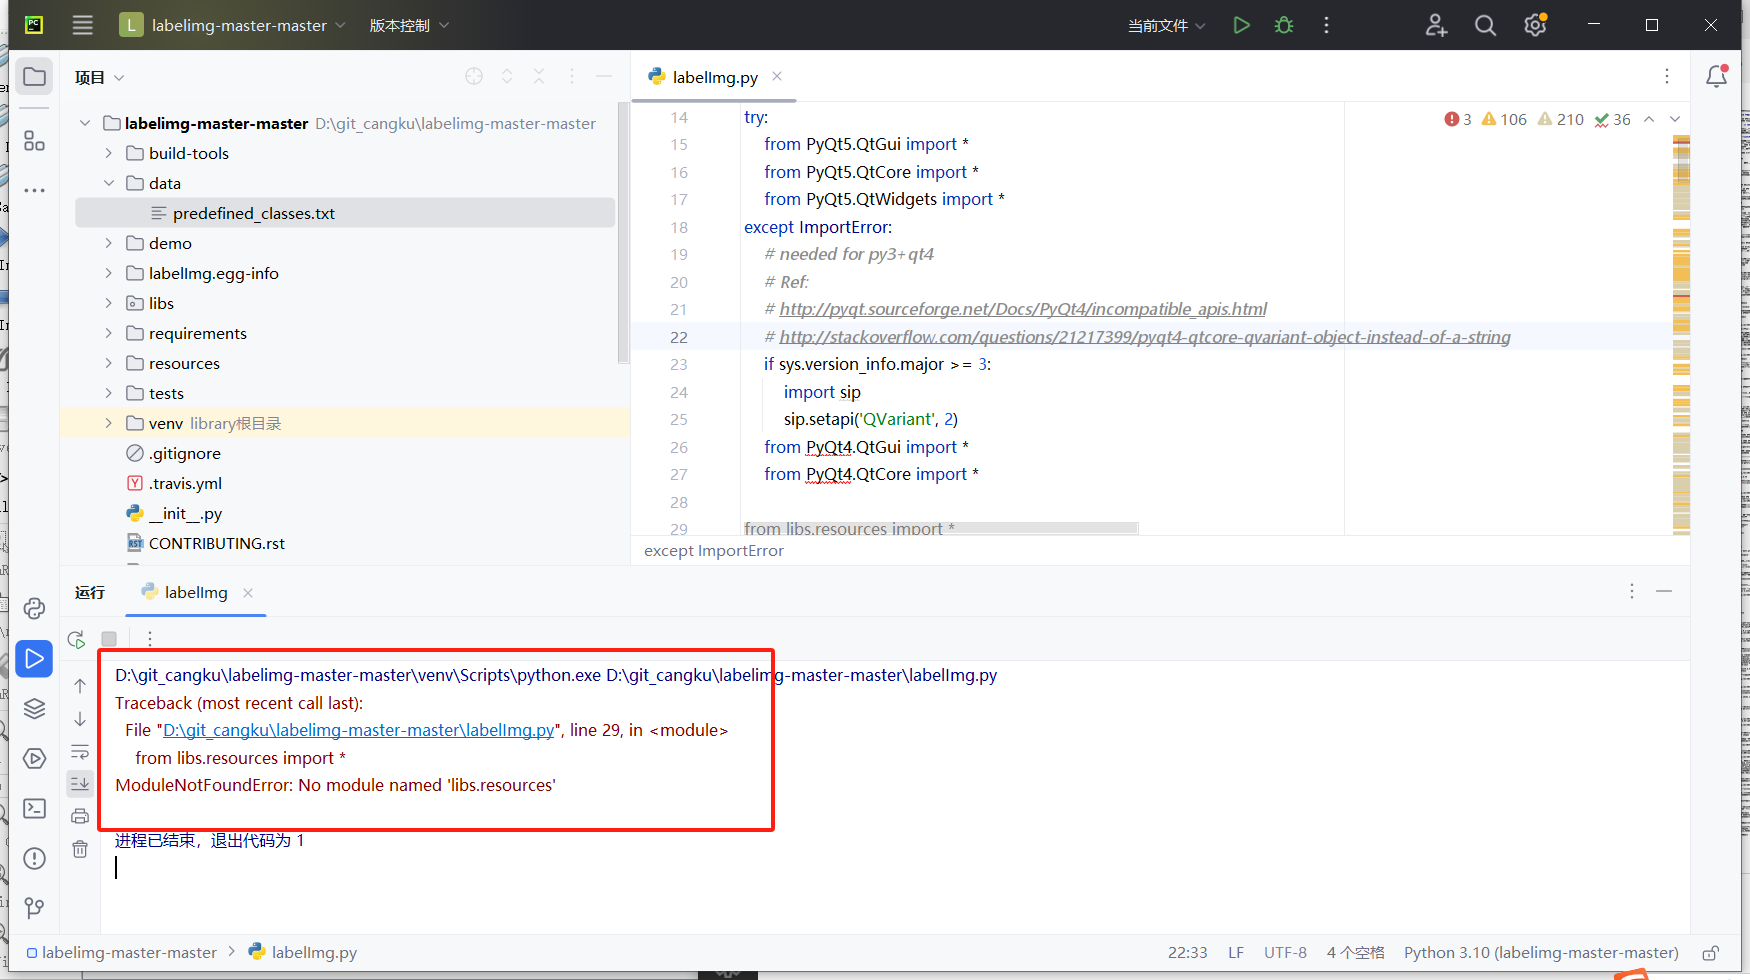 L labelimg-master-master 版本控制 当前文件
项目
labelimg-master-master D:\git_cangku\labelimg-master-master
build-tools
data
predefined_classes.txt
demo
labelImg.egg-info
libs
requirements
resources
tests
venv library根目录
.gitignore
.travis.yml
__init__.py
CONTRIBUTING.rst
labelImg.py
3 106 210 36
14 try:
15 from PyQt5.QtGui import *
16 from PyQt5.QtCore import *
17 from PyQt5.QtWidgets import *
18 except ImportError:
19 # needed for py3+qt4
20 # Ref:
21 # http://pyqt.sourceforge.net/Docs/PyQt4/incompatible_apis.html
22 # http://stackoverflow.com/questions/21217399/pyqt4-qtcore-qvariant-object-instead-of-a-string
23 if sys.version_info.major >= 3:
24 import sip
25 sip.setapi('QVariant', 2)
26 from PyQt4.QtGui import *
27 from PyQt4.QtCore import *
28
29 from libs.resources import *
except ImportError
运行 labelImg
D:\git_cangku\labelimg-master-master\venv\Scripts\python.exe D:\git_cangku\labelimg-master-master\labelImg.py
Traceback (most recent call last):
File "D:\git_cangku\labelimg-master-master\labelImg.py", line 29, in <module>
from libs.resources import *
ModuleNotFoundError: No module named 'libs.resources'
进程已结束，退出代码为 1
labelimg-master-master > labelImg.py
22:33 LF UTF-8 4 个空格 Python 3.10 (labelimg-master-master)